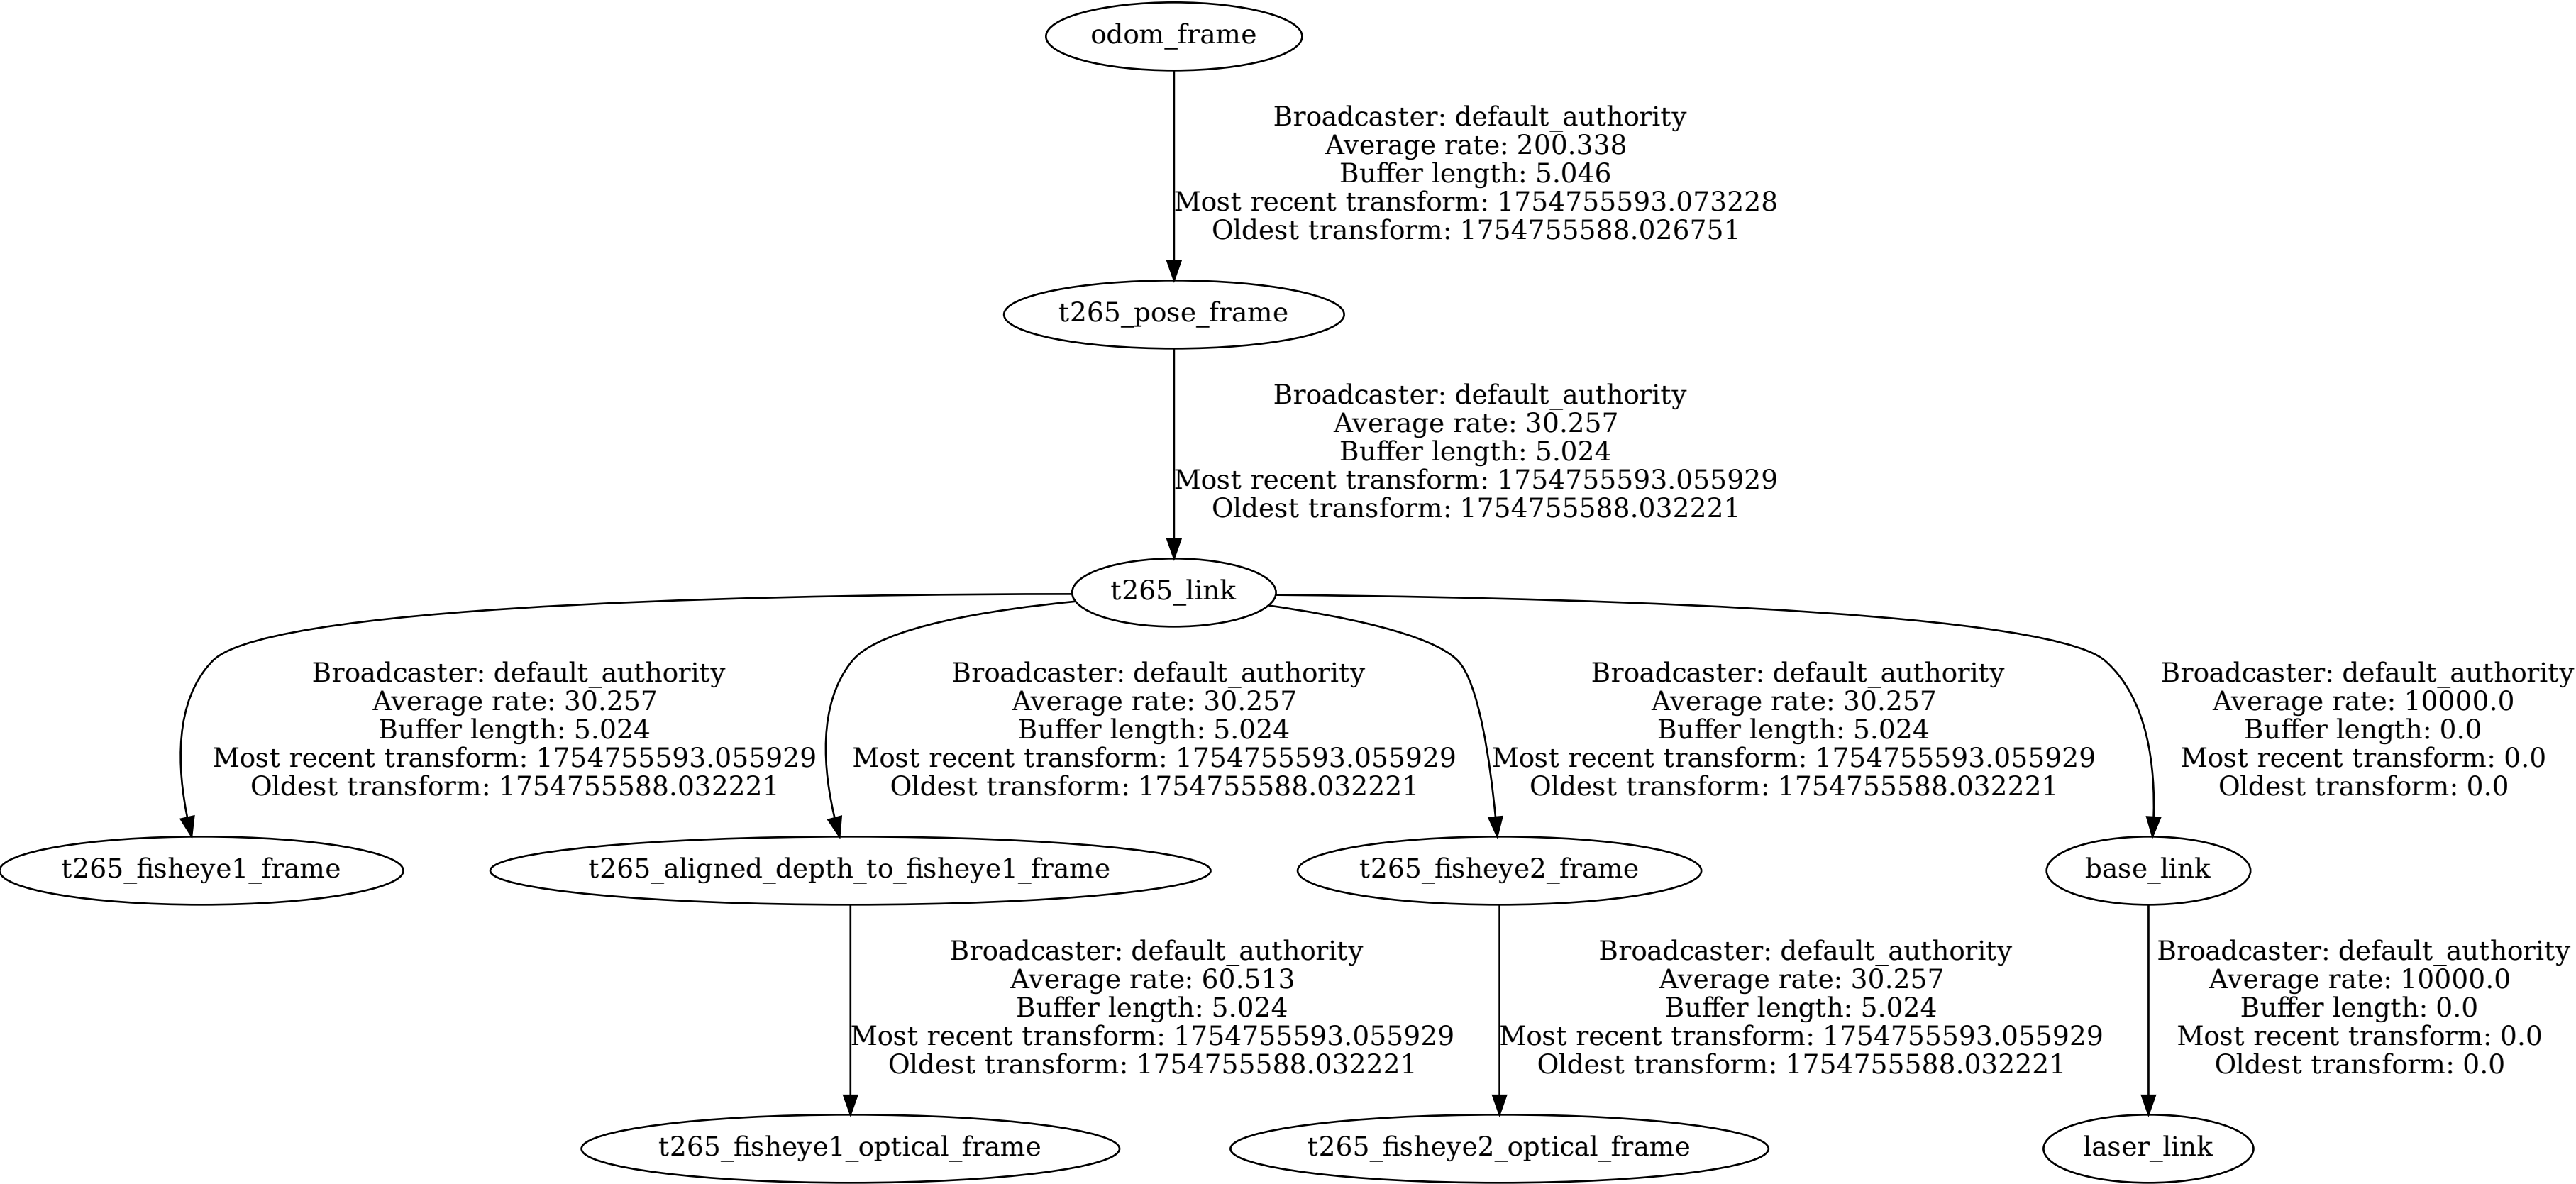 odom_frame
Broadcaster: default_authority
Average rate: 200.338
Buffer length: 5.046
Most recent transform: 1754755593.073228
Oldest transform: 1754755588.026751
t265_pose_frame
Broadcaster: default_authority
Average rate: 30.257
Buffer length: 5.024
Most recent transform: 1754755593.055929
Oldest transform: 1754755588.032221
t265_link
Broadcaster: default_authority
Average rate: 30.257
Buffer length: 5.024
Most recent transform: 1754755593.055929
Oldest transform: 1754755588.032221
Broadcaster: default_authority
Average rate: 30.257
Buffer length: 5.024
Most recent transform: 1754755593.055929
Oldest transform: 1754755588.032221
Broadcaster: default_authority
Average rate: 30.257
Buffer length: 5.024
Most recent transform: 1754755593.055929
Oldest transform: 1754755588.032221
Broadcaster: default_authority
Average rate: 10000.0
Buffer length: 0.0
Most recent transform: 0.0
Oldest transform: 0.0
t265_fisheye1_frame
t265_aligned_depth_to_fisheye1_frame
t265_fisheye2_frame
base_link
Broadcaster: default_authority
Average rate: 60.513
Buffer length: 5.024
Most recent transform: 1754755593.055929
Oldest transform: 1754755588.032221
Broadcaster: default_authority
Average rate: 30.257
Buffer length: 5.024
Most recent transform: 1754755593.055929
Oldest transform: 1754755588.032221
Broadcaster: default_authority
Average rate: 10000.0
Buffer length: 0.0
Most recent transform: 0.0
Oldest transform: 0.0
t265_fisheye1_optical_frame
t265_fisheye2_optical_frame
laser_link